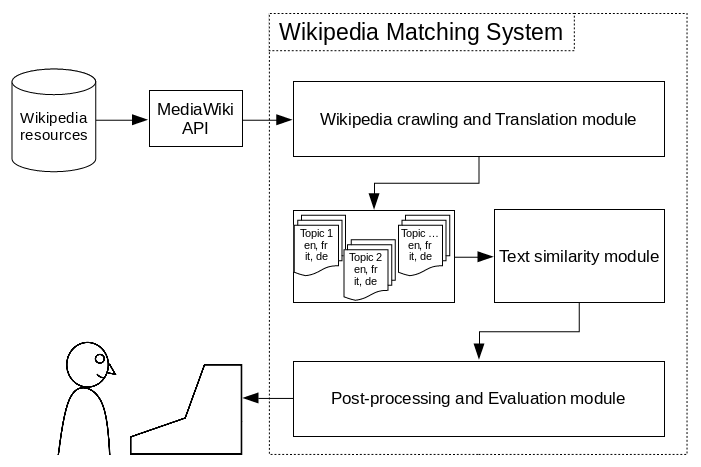 Wikipedia Matching System
Wikipedia
resources
MediaWiki
API
Wikipedia crawling and Translation module
Topic 1
en, fr
it, de
Topic 2
en, fr
it, de
Topic ...
en, fr
it, de
Text similarity module
Post-processing and Evaluation module